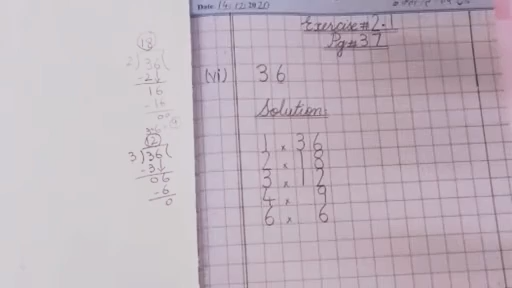 Date: 14.12.2020
Exercise # 2.1
Pg # 37
(vi) 36
Solution:
1 × 36
2 × 18
3 × 12
4 × 9
6 × 6
18
2) 36 (
- 2↓
16
- 16
00
12
3) 36 (
- 3↓
06
- 6
0